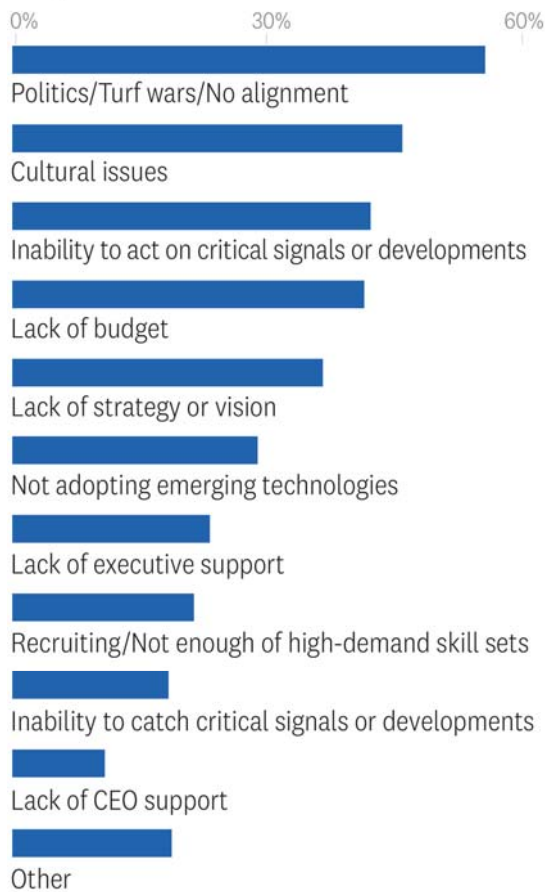 0% 30% 60%
Politics/Turf wars/No alignment
Cultural issues
Inability to act on critical signals or developments
Lack of budget
Lack of strategy or vision
Not adopting emerging technologies
Lack of executive support
Recruiting/Not enough of high-demand skill sets
Inability to catch critical signals or developments
Lack of CEO support
Other